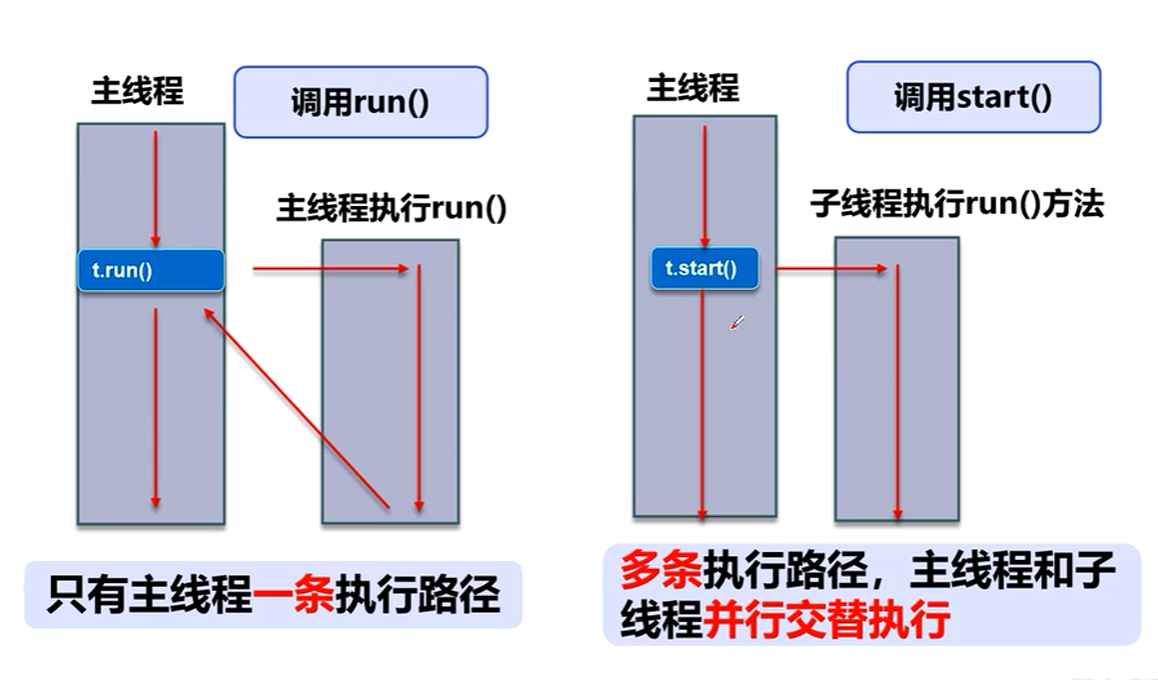 主线程
调用run()
主线程执行run()
t.run()
只有主线程一条执行路径
主线程
调用start()
子线程执行run()方法
t.start()
多条执行路径，主线程和子
线程并行交替执行